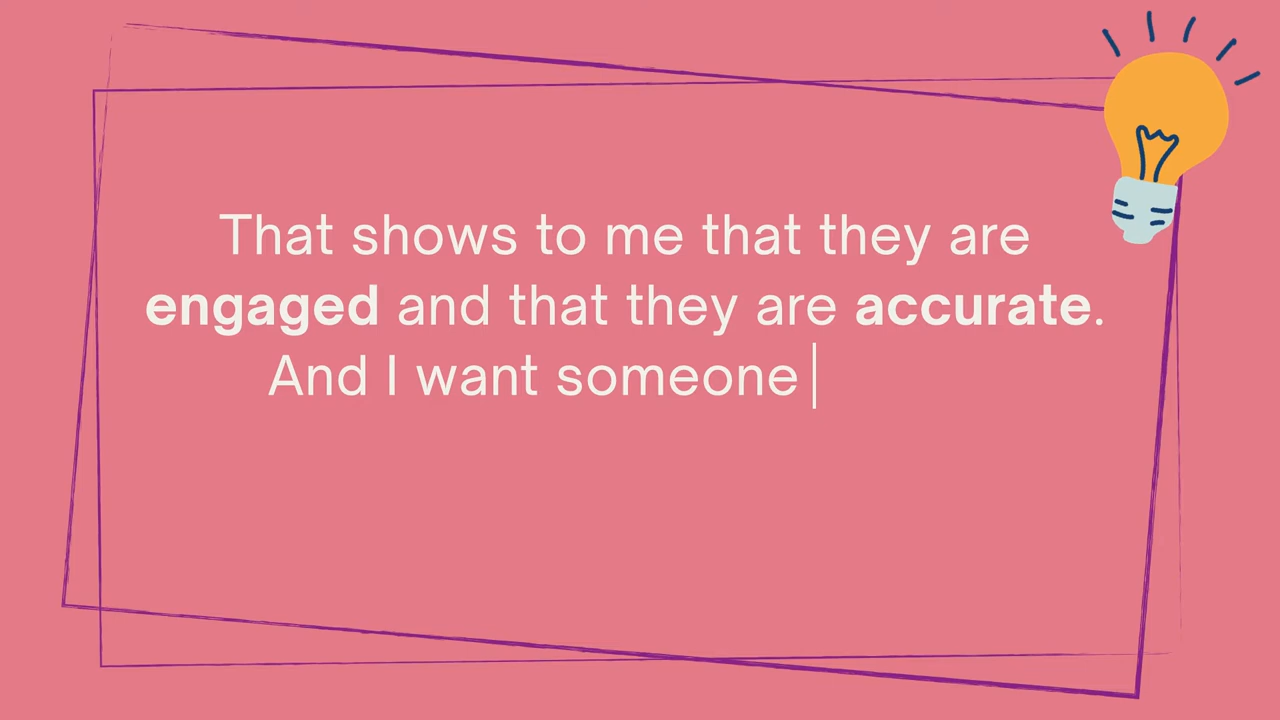 That shows to me that they are
engaged and that they are accurate.
And I want someone